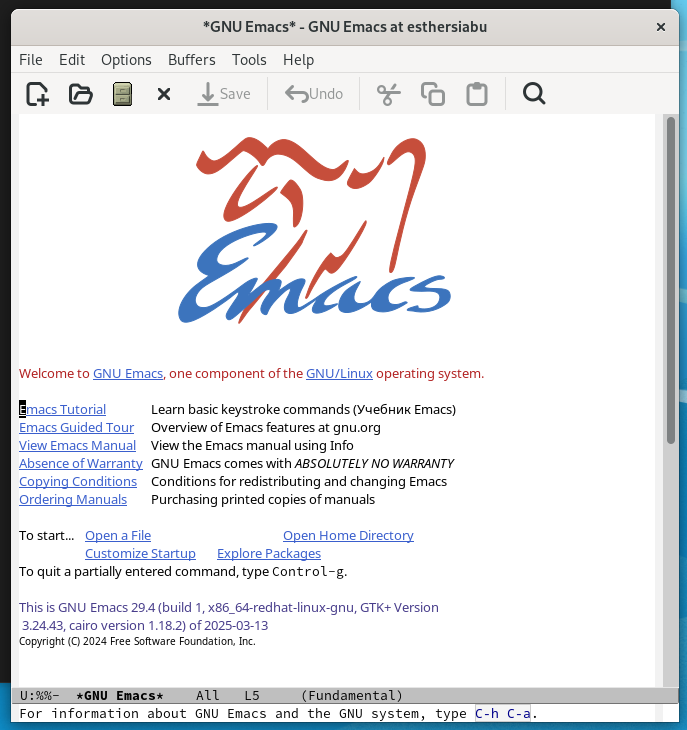 *GNU Emacs* - GNU Emacs at esthersiabu
File Edit Options Buffers Tools Help
Save Undo
Emacs
Welcome to GNU Emacs, one component of the GNU/Linux operating system.
Emacs Tutorial Learn basic keystroke commands (Учебник Emacs)
Emacs Guided Tour Overview of Emacs features at gnu.org
View Emacs Manual View the Emacs manual using Info
Absence of Warranty GNU Emacs comes with ABSOLUTELY NO WARRANTY
Copying Conditions Conditions for redistributing and changing Emacs
Ordering Manuals Purchasing printed copies of manuals
To start... Open a File Open Home Directory
Customize Startup Explore Packages
To quit a partially entered command, type Control-g.
This is GNU Emacs 29.4 (build 1, x86_64-redhat-linux-gnu, GTK+ Version
3.24.43, cairo version 1.18.2) of 2025-03-13
Copyright (C) 2024 Free Software Foundation, Inc.
U:%%- *GNU Emacs* All L5 (Fundamental)
For information about GNU Emacs and the GNU system, type C-h C-a.